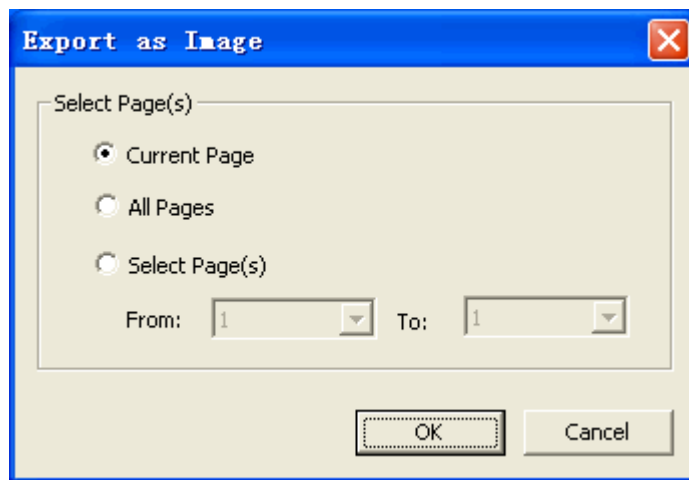 Export as Image
Select Page(s)
Current Page
All Pages
Select Page(s)
From: 1 To: 1
OK Cancel